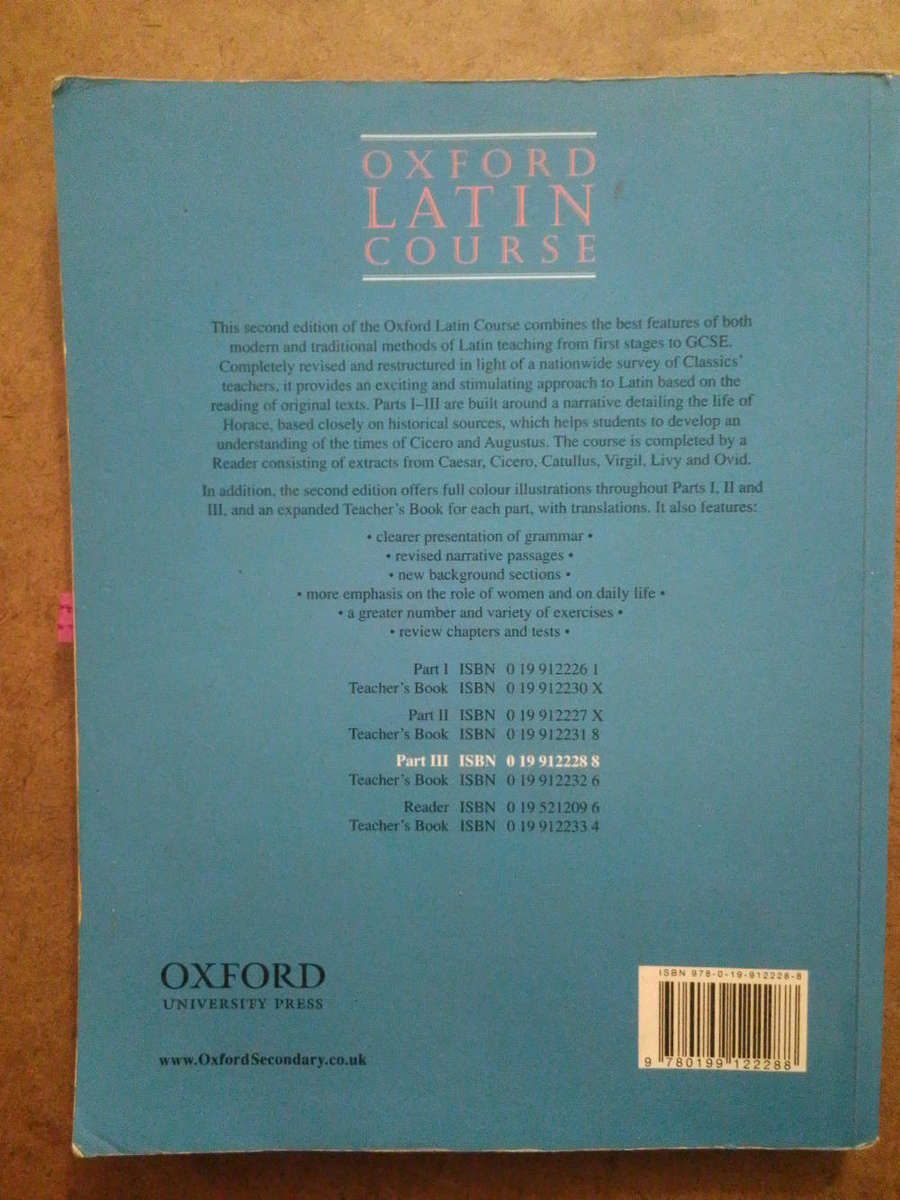 OXFORD
LATIN
COURSE
This second edition of the Oxford Latin Course combines the best features of both
modern and traditional methods of Latin teaching from first stages to GCSE.
Completely revised and restructured in light of a nationwide survey of Classics'
teachers, it provides an exciting and stimulating approach to Latin based on the
reading of original texts. Parts I–III are built around a narrative detailing the life of
Horace, based closely on historical sources, which helps students to develop an
understanding of the times of Cicero and Augustus. The course is completed by a
Reader consisting of extracts from Caesar, Cicero, Catullus, Virgil, Livy and Ovid.
In addition, the second edition offers full colour illustrations throughout Parts I, II and
III, and an expanded Teacher's Book for each part, with translations. It also features:
• clearer presentation of grammar •
• revised narrative passages •
• new background sections •
• more emphasis on the role of women and on daily life •
• a greater number and variety of exercises •
• review chapters and tests •
Part I ISBN 0 19 912226 1
Teacher's Book ISBN 0 19 912230 X
Part II ISBN 0 19 912227 X
Teacher's Book ISBN 0 19 912231 8
Part III ISBN 0 19 912228 8
Teacher's Book ISBN 0 19 912232 6
Reader ISBN 0 19 521209 6
Teacher's Book ISBN 0 19 912233 4
OXFORD
UNIVERSITY PRESS
www.OxfordSecondary.co.uk
ISBN 978-0-19-912228-8
9 780199 122288